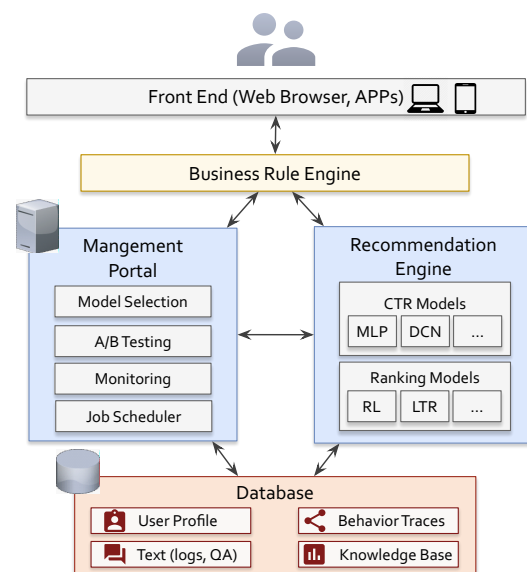 Front End (Web Browser, APPs)
Business Rule Engine
Mangement
Portal
Model Selection
A/B Testing
Monitoring
Job Scheduler
Recommendation
Engine
CTR Models
MLP DCN ...
Ranking Models
RL LTR ...
Database
User Profile
Behavior Traces
Text (logs, QA)
Knowledge Base